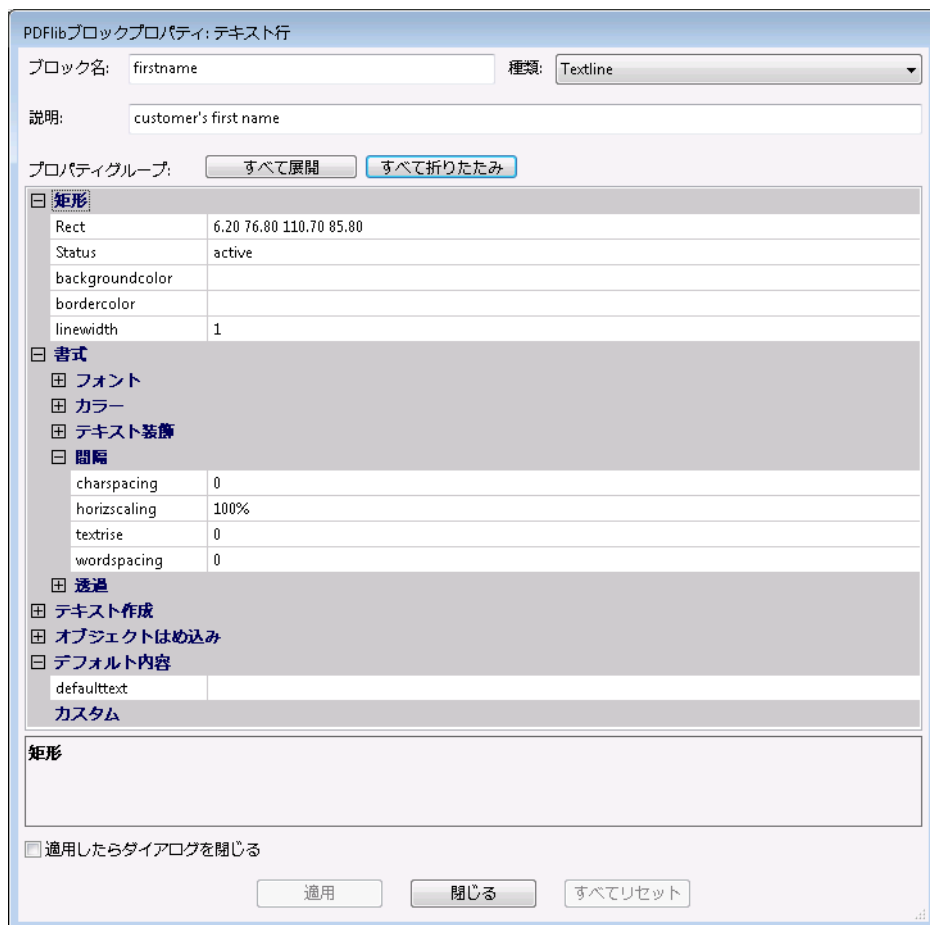 PDFlibブロックプロパティ: テキスト行
ブロック名: firstname 種類: Textline
説明: customer's first name
プロパティグループ: すべて展開 すべて折りたたみ
矩形
Rect 6.20 76.80 110.70 85.80
Status active
backgroundcolor
bordercolor
linewidth 1
書式
フォント
カラー
テキスト装飾
間隔
charspacing 0
horizscaling 100%
textrise 0
wordspacing 0
透過
テキスト作成
オブジェクトはめ込み
デフォルト内容
defaulttext
カスタム
矩形
適用したらダイアログを閉じる
適用 閉じる すべてリセット